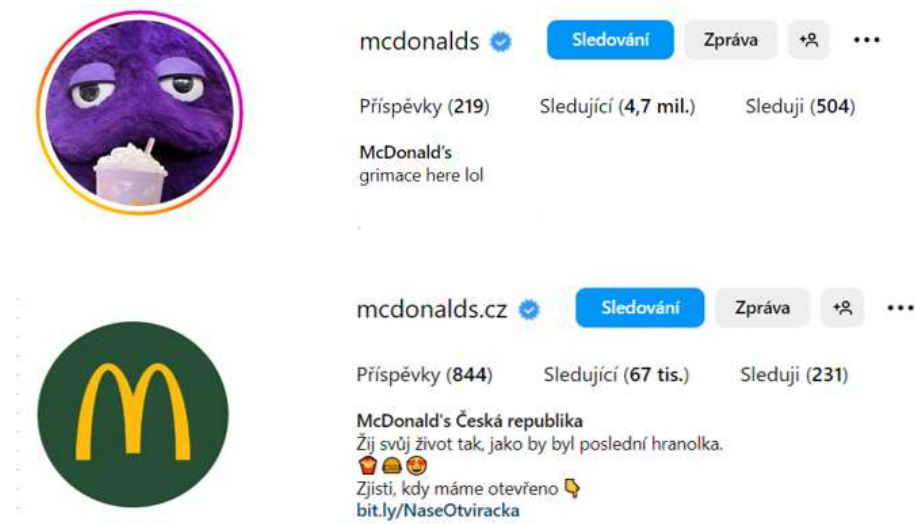 mcdonalds Sledování Zpráva
Příspěvky (219) Sledující (4,7 mil.) Sleduji (504)
McDonald's
grimace here lol
mcdonalds.cz Sledování Zpráva
Příspěvky (844) Sledující (67 tis.) Sleduji (231)
McDonald's Česká republika
Žij svůj život tak, jako by byl poslední hranolka.
🍟🍔😍
Zjisti, kdy máme otevřeno 👇
bit.ly/NaseOtviracka